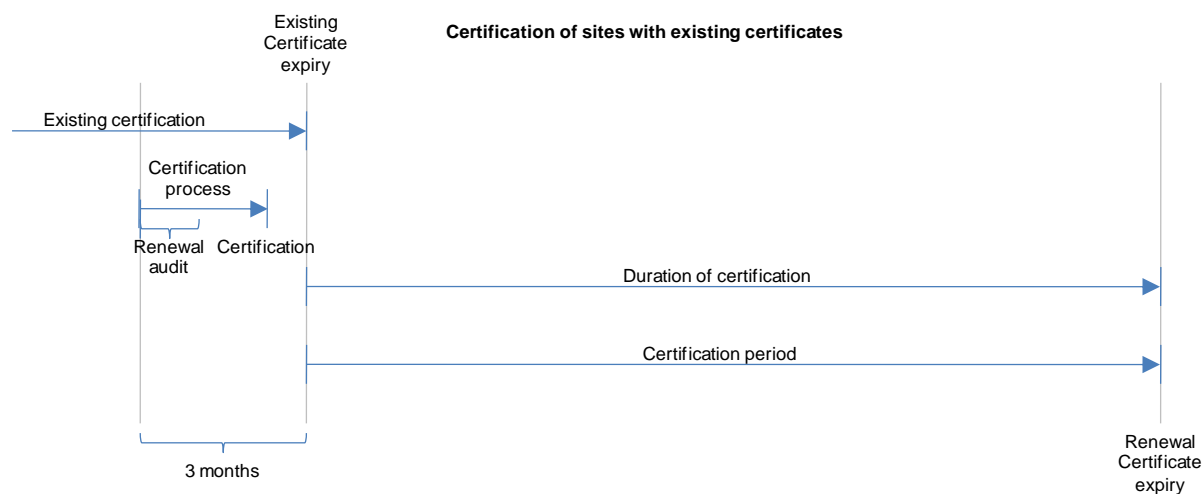 Existing
Certificate
expiry
Certification of sites with existing certificates
Existing certification
Certification
process
Renewal
audit
Certification
Duration of certification
Certification period
3 months
Renewal
Certificate
expiry